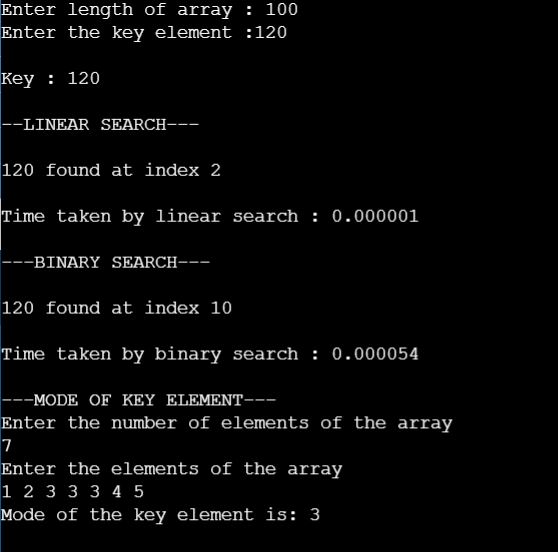 Enter length of array : 100
Enter the key element :120
Key : 120
--LINEAR SEARCH---
120 found at index 2
Time taken by linear search : 0.000001
---BINARY SEARCH---
120 found at index 10
Time taken by binary search : 0.000054
---MODE OF KEY ELEMENT---
Enter the number of elements of the array
7
Enter the elements of the array
1 2 3 3 3 4 5
Mode of the key element is: 3